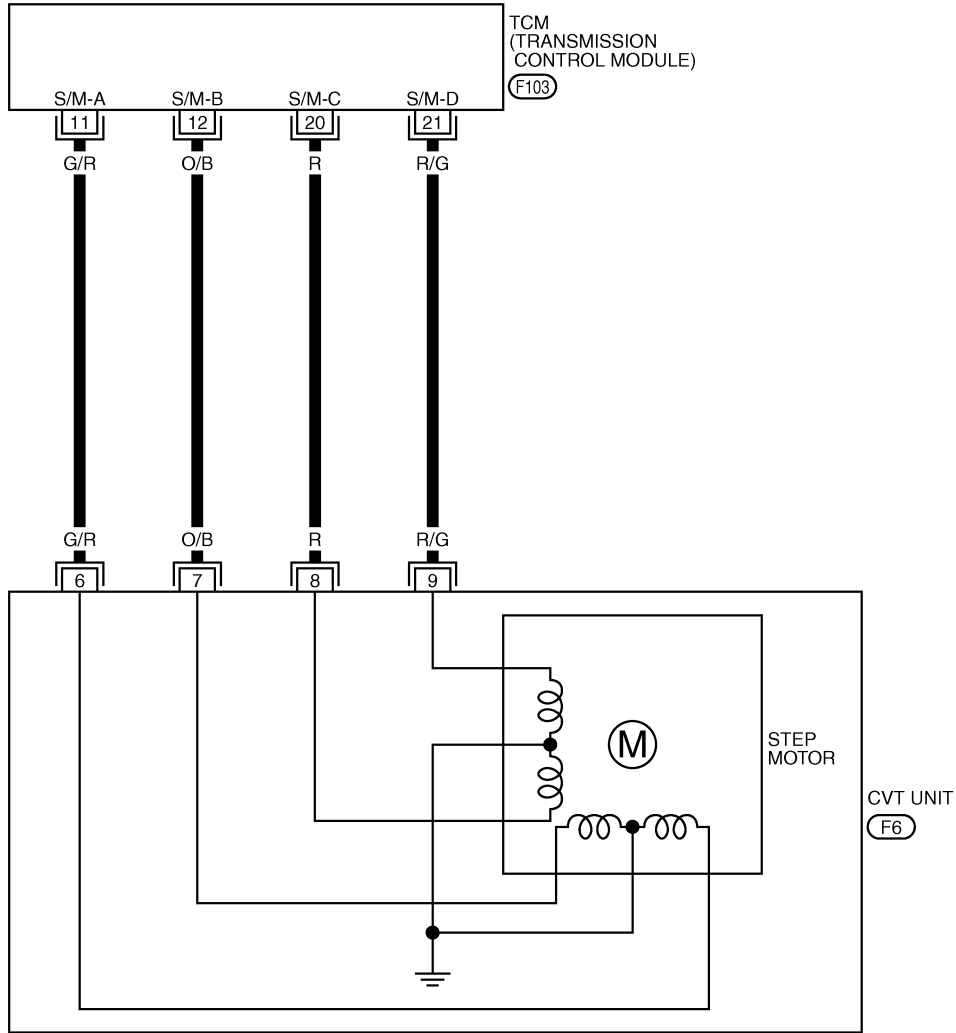 TCM
(TRANSMISSION
CONTROL MODULE)
F103
S/M-A S/M-B S/M-C S/M-D
11 12 20 21
G/R O/B R R/G
G/R O/B R R/G
6 7 8 9
M
STEP
MOTOR
CVT UNIT
F6